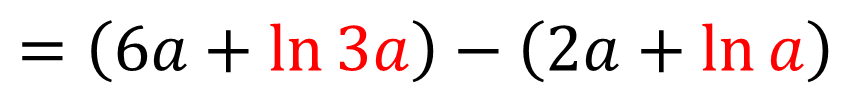 = (6a + ln 3a) − (2a + ln a)